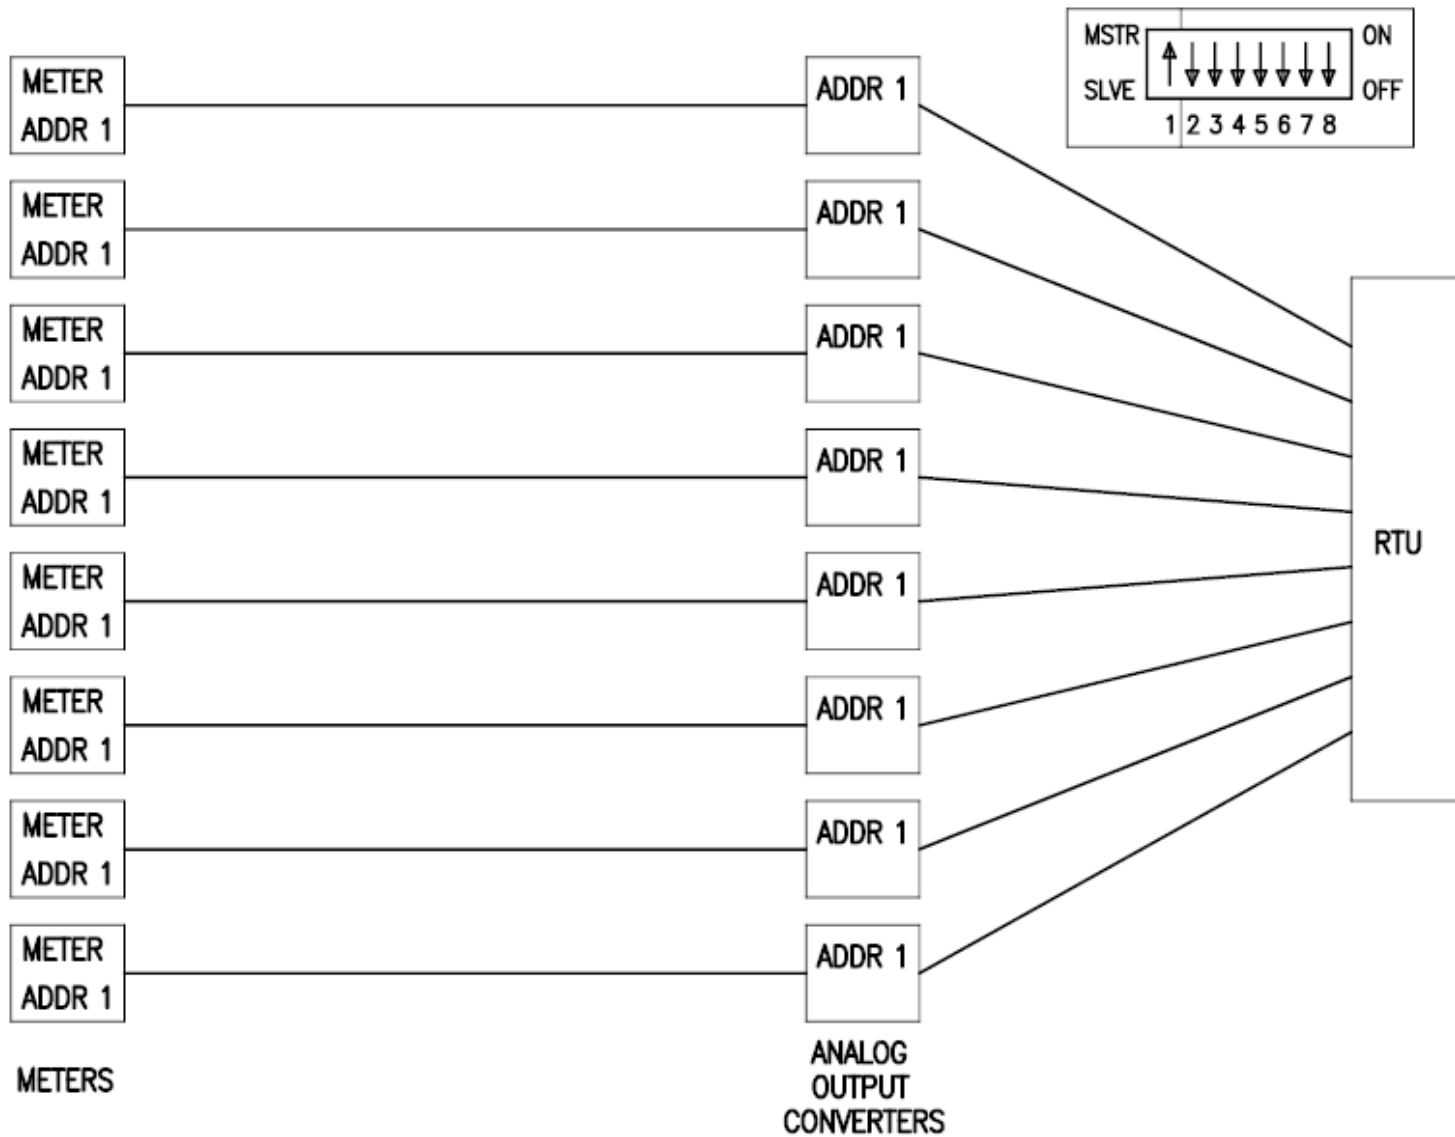 MSTR ON
SLVE OFF
1 2 3 4 5 6 7 8
METER
ADDR 1
ADDR 1
METER
ADDR 1
ADDR 1
METER
ADDR 1
ADDR 1
METER
ADDR 1
ADDR 1
METER
ADDR 1
ADDR 1
METER
ADDR 1
ADDR 1
METER
ADDR 1
ADDR 1
METER
ADDR 1
ADDR 1
RTU
METERS
ANALOG
OUTPUT
CONVERTERS